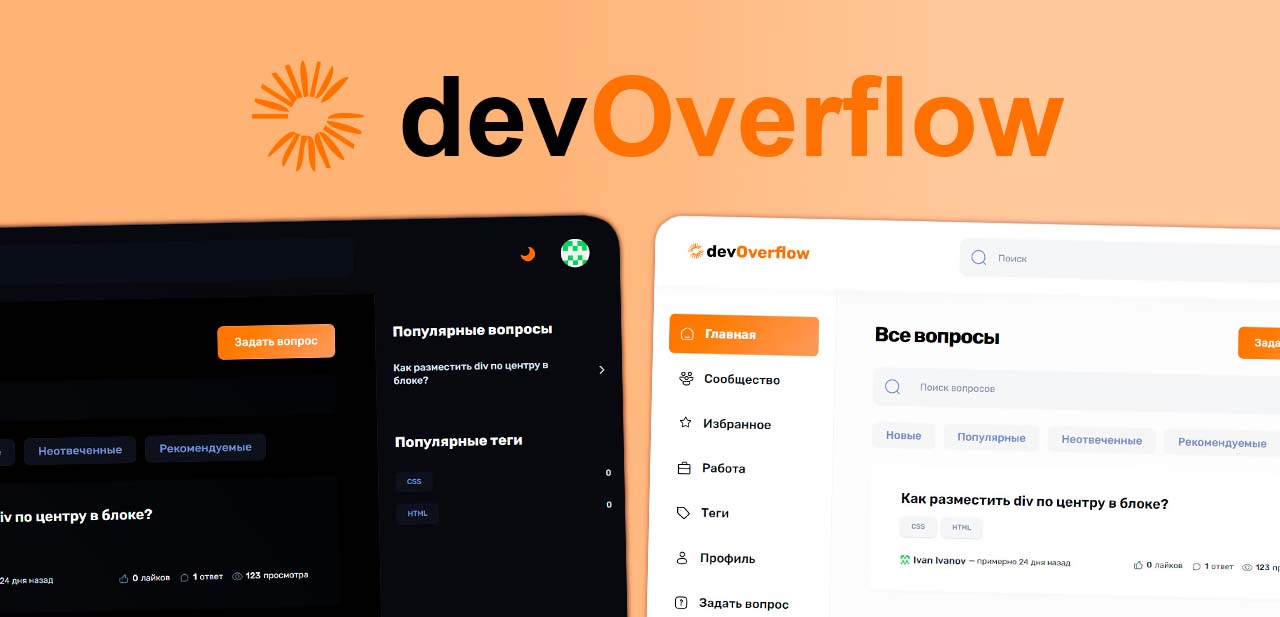 devOverflow
Задать вопрос
Неотвеченные
Рекомендуемые
div по центру в блоке?
24 дня назад
0 лайков
1 ответ
123 просмотра
Популярные вопросы
Как разместить div по центру в
блоке?
Популярные теги
CSS
0
HTML
0
devOverflow
Поиск
Главная
Сообщество
Избранное
Работа
Теги
Профиль
Задать вопрос
Все вопросы
Поиск вопросов
Новые
Популярные
Неотвеченные
Рекомендуемые
Как разместить div по центру в блоке?
CSS
HTML
Ivan Ivanov — примерно 24 дня назад
0 лайков
1 ответ
123